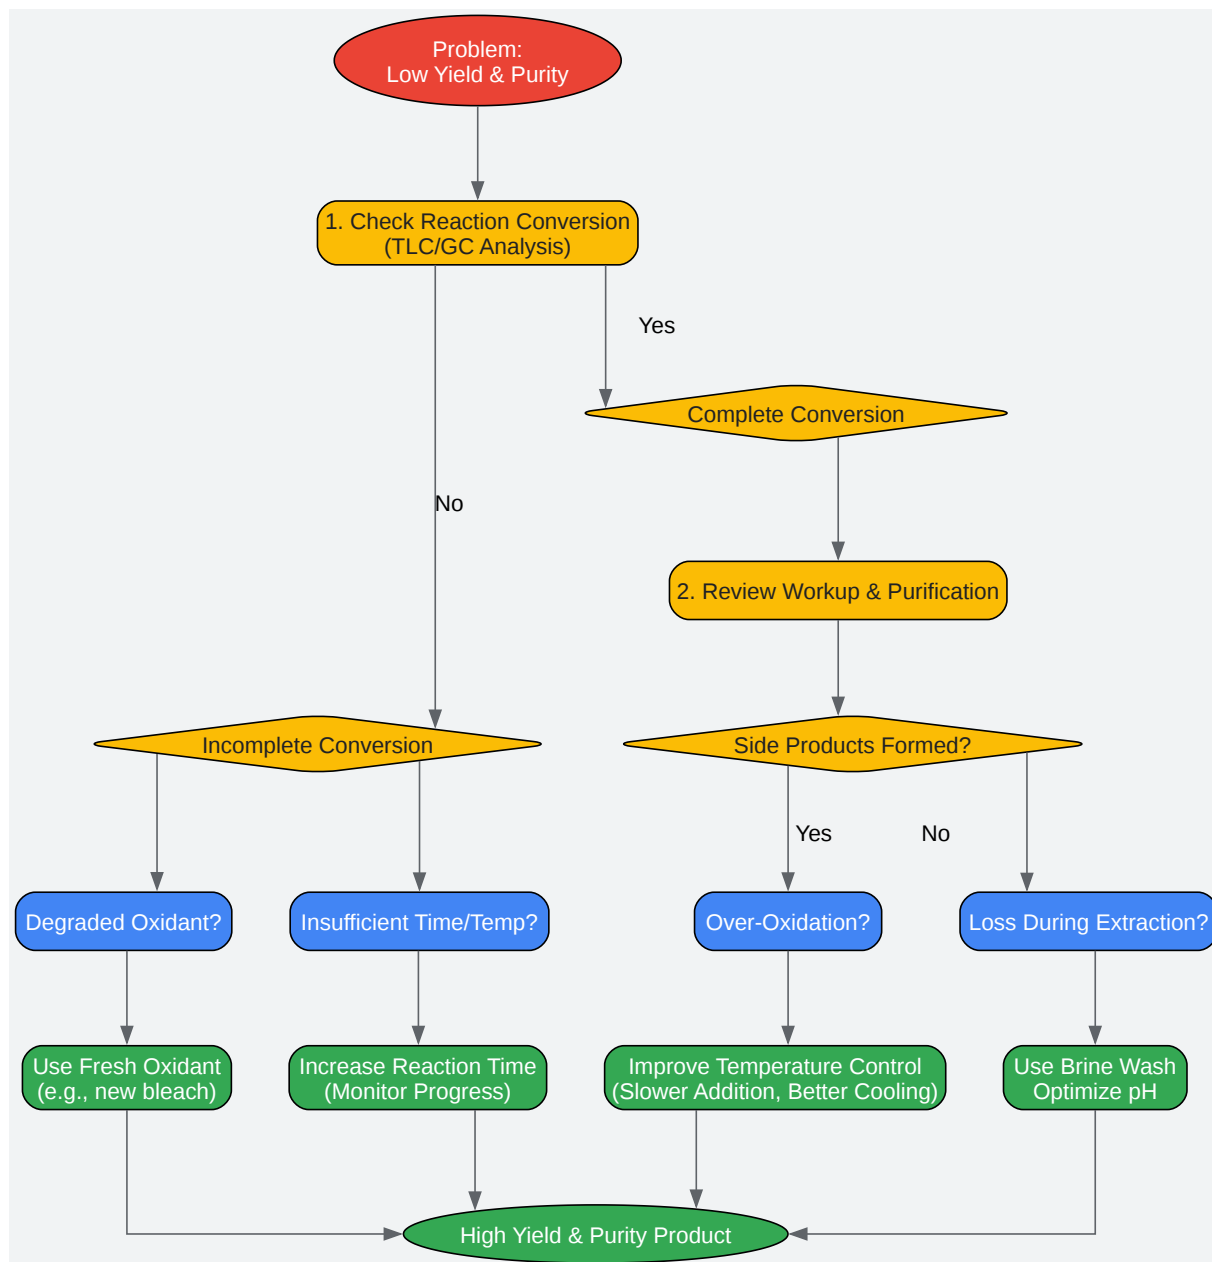 Problem:
Low Yield & Purity
1. Check Reaction Conversion
(TLC/GC Analysis)
Yes
Complete Conversion
No
2. Review Workup & Purification
Incomplete Conversion
Side Products Formed?
Yes
No
Degraded Oxidant?
Insufficient Time/Temp?
Over-Oxidation?
Loss During Extraction?
Use Fresh Oxidant
(e.g., new bleach)
Increase Reaction Time
(Monitor Progress)
Improve Temperature Control
(Slower Addition, Better Cooling)
Use Brine Wash
Optimize pH
High Yield & Purity Product